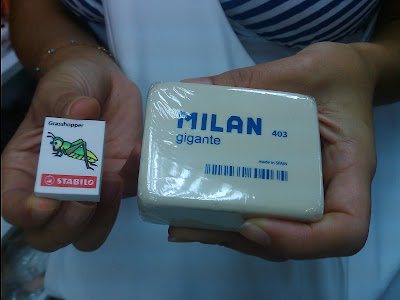 Grasshopper
STABILO
MILAN
gigante
403
made in SPAIN